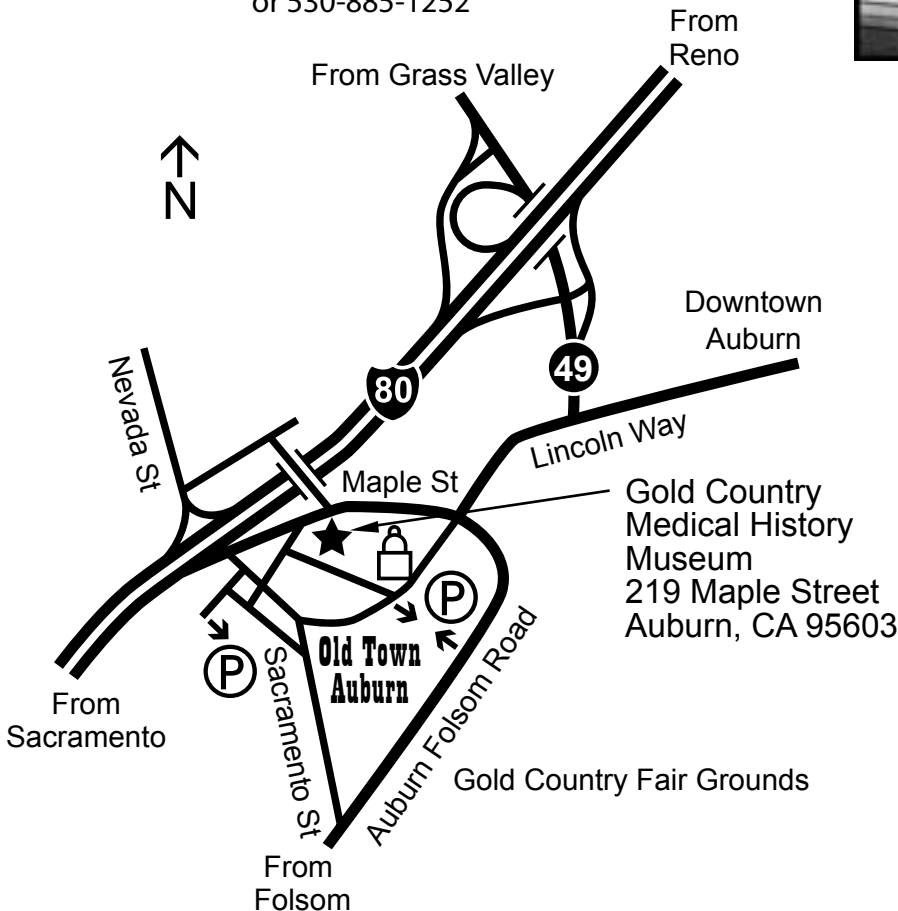 or 530-885-1252
From
Reno
From Grass Valley
N
Downtown
Auburn
49
80
Nevada St
Lincoln Way
Maple St
Gold Country
Medical History
Museum
219 Maple Street
Auburn, CA 95603
P
P
Old Town
Auburn
Sacramento St
Auburn Folsom Road
From
Sacramento
Gold Country Fair Grounds
From
Folsom